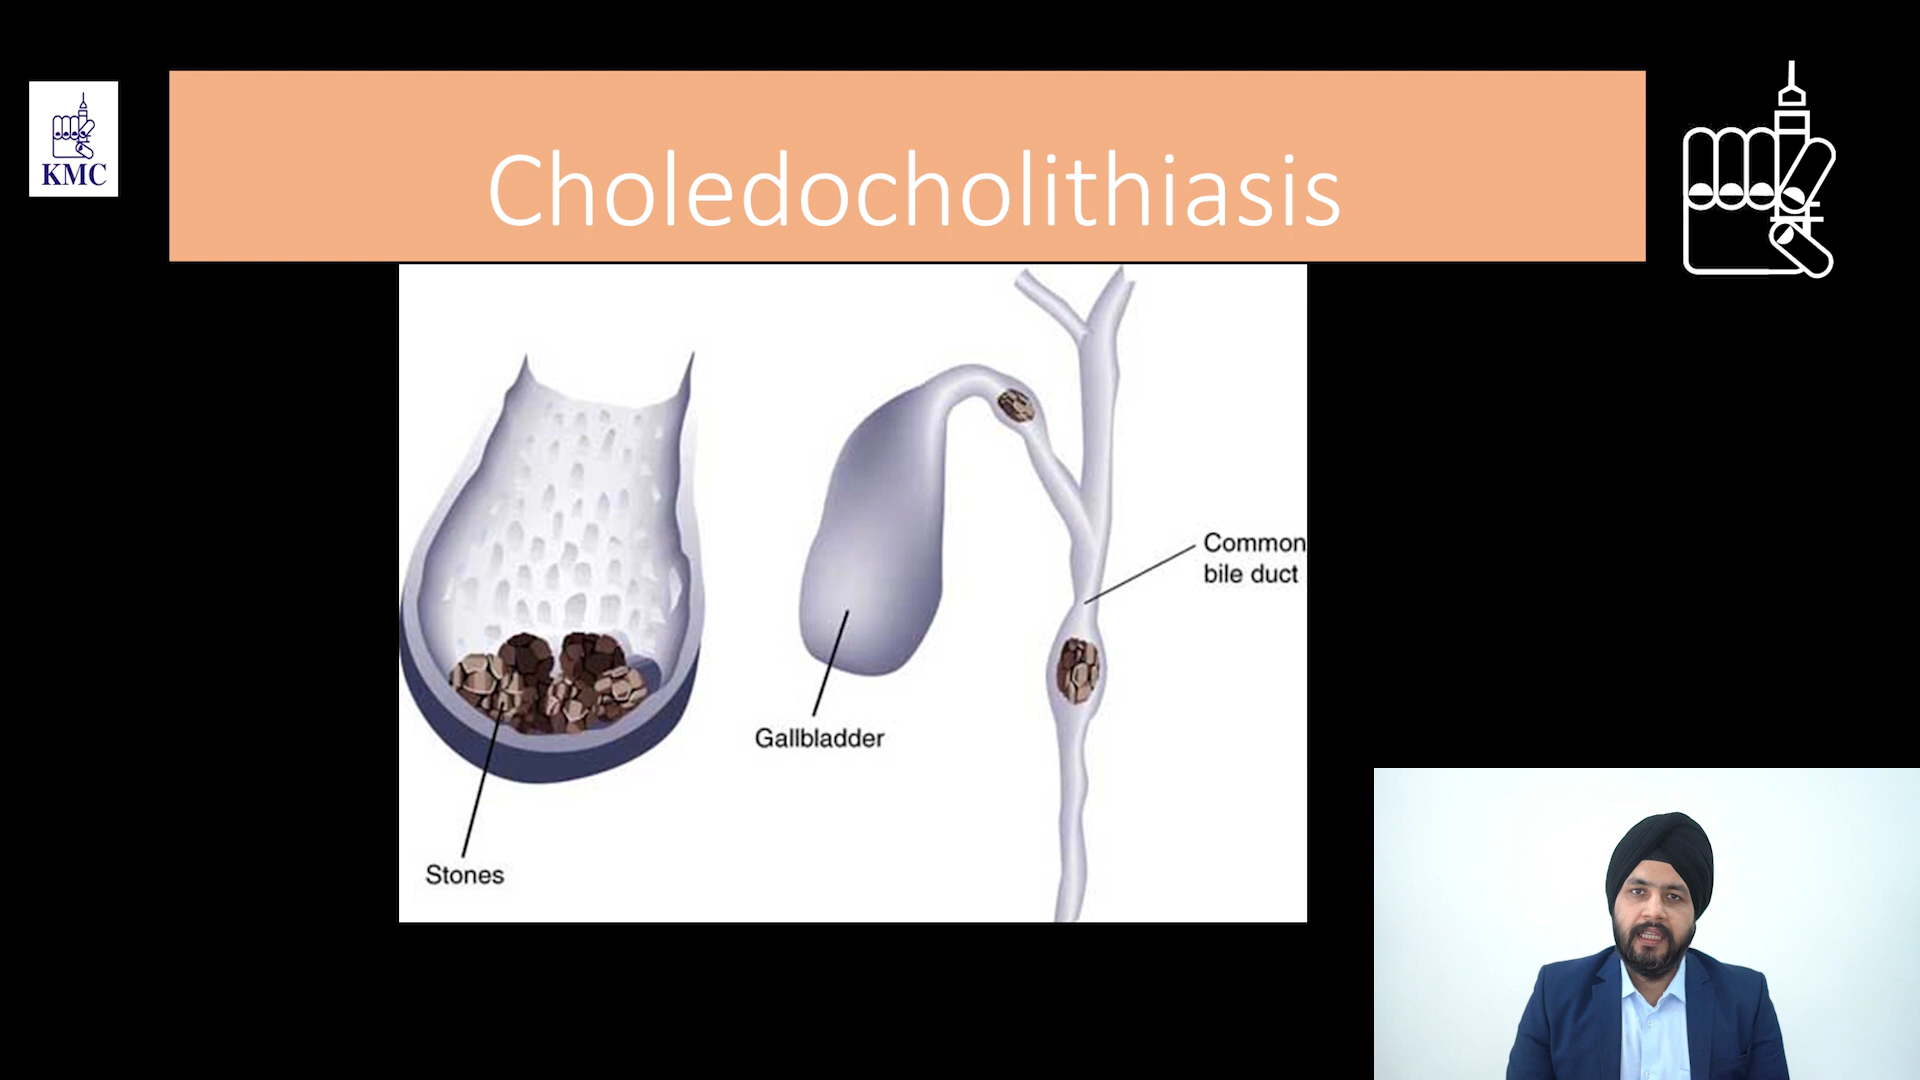 KMC
Choledocholithiasis
Common
bile duct
Gallbladder
Stones